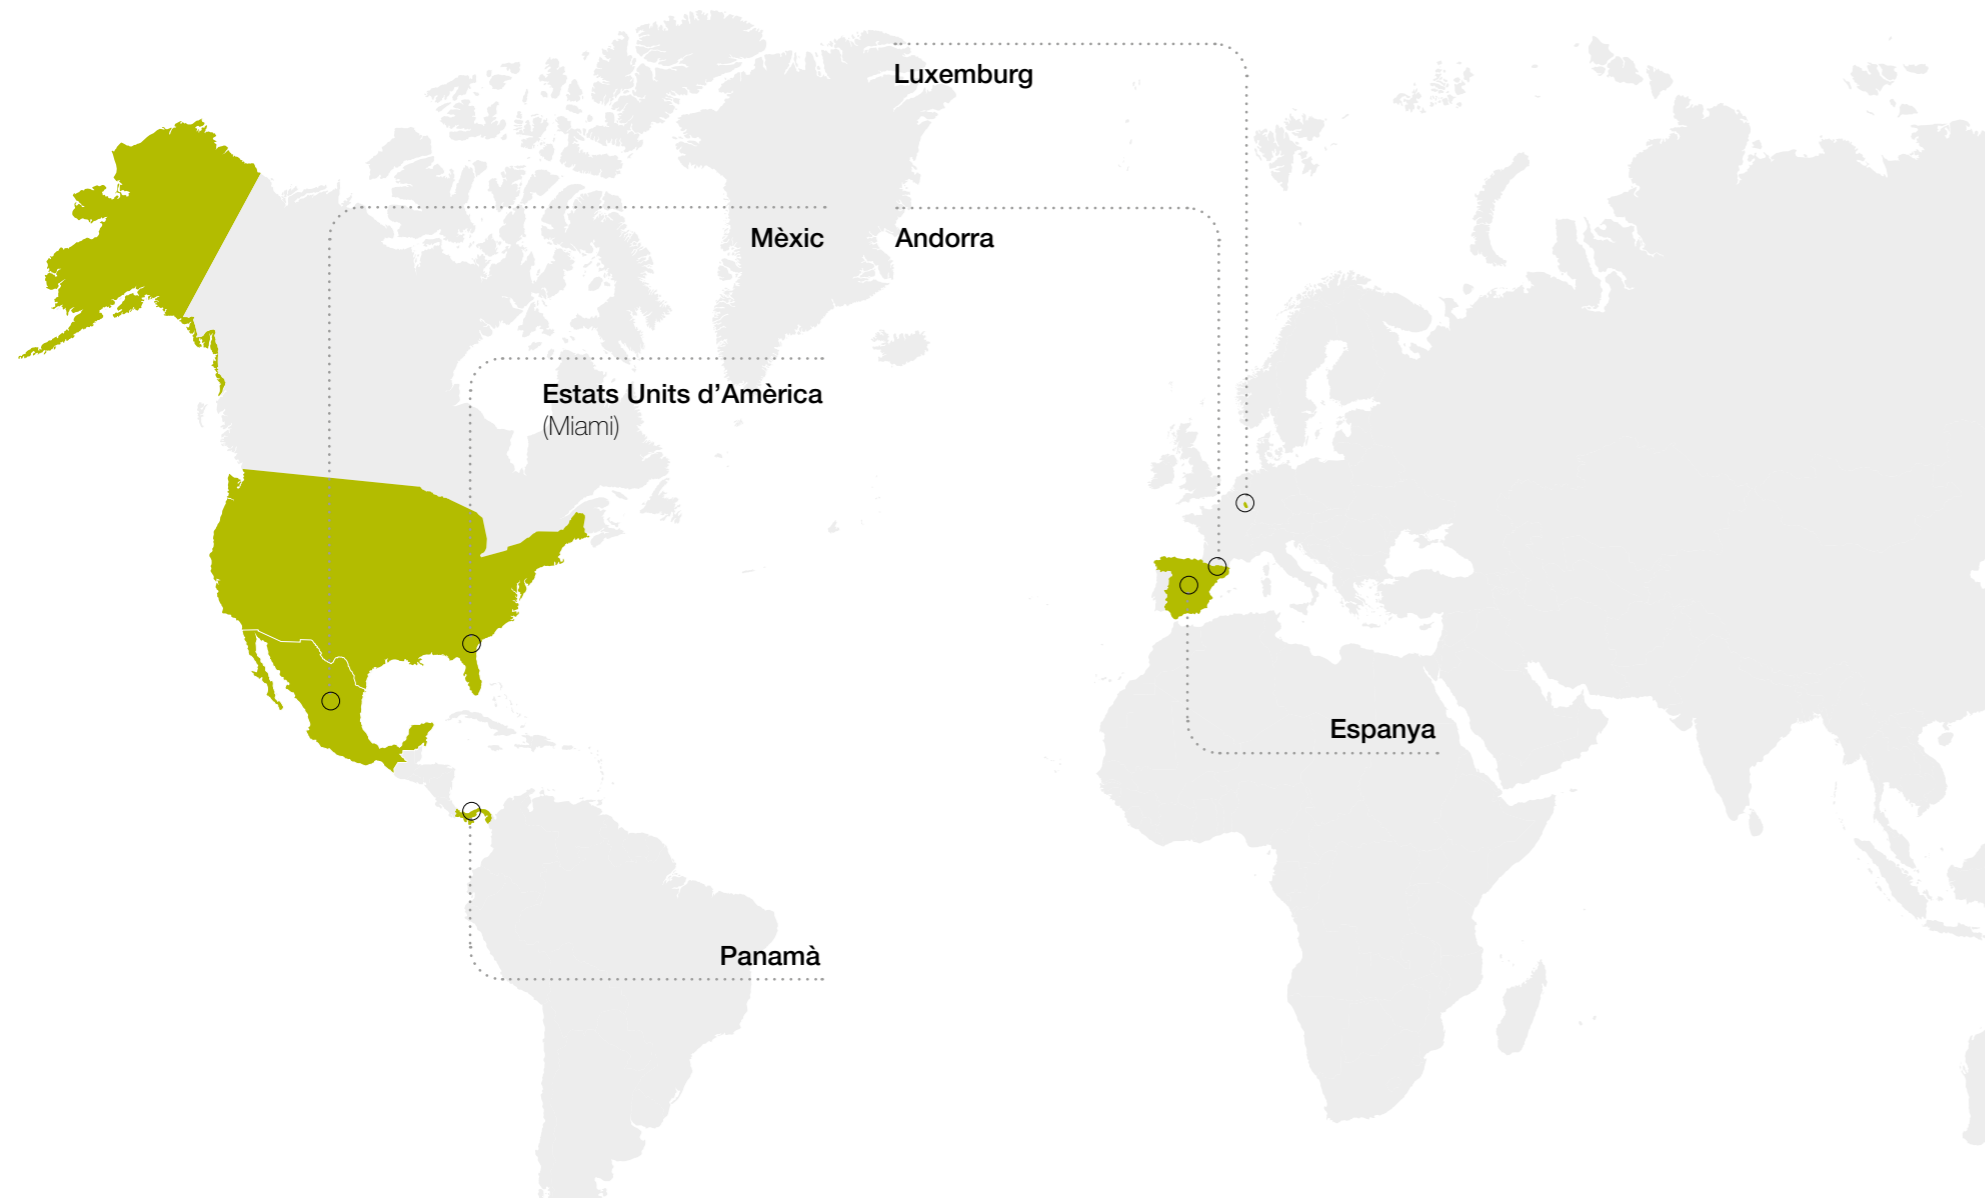 Luxemburg
Mèxic
Andorra
Estats Units d’Amèrica
(Miami)
Espanya
Panamà